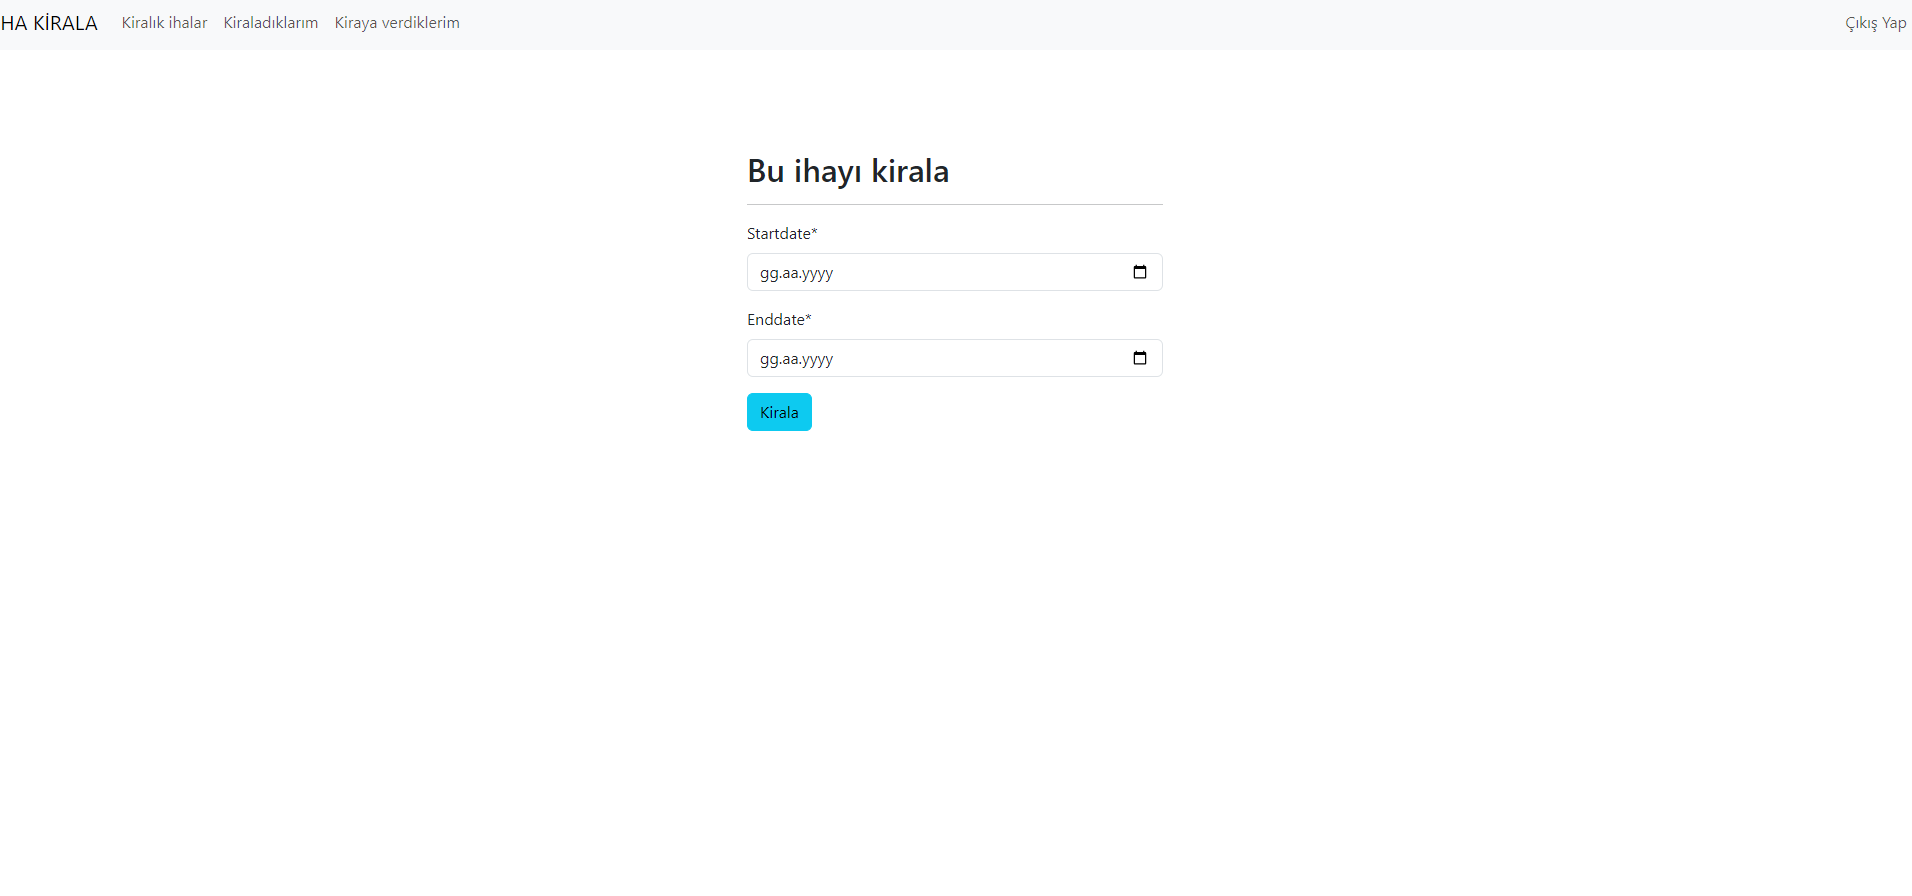 HA KİRALA Kiralık ihalar Kiraladıklarım Kiraya verdiklerim Çıkış Yap
Bu ihayı kirala
Startdate*
gg.aa.yyyy
Enddate*
gg.aa.yyyy
Kirala